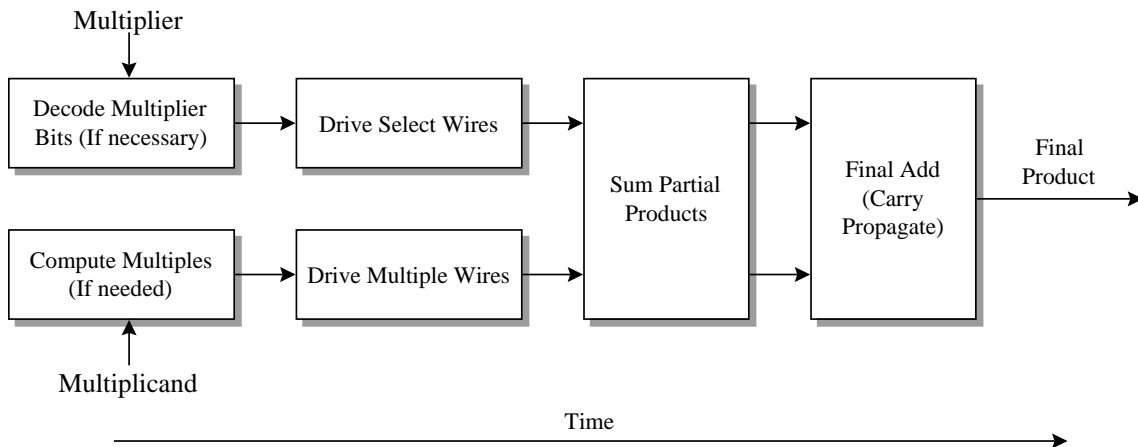 Multiplier
Decode Multiplier
Bits (If necessary)
Drive Select Wires
Sum Partial
Products
Final Add
(Carry
Propagate)
Final
Product
Compute Multiples
(If needed)
Drive Multiple Wires
Multiplicand
Time